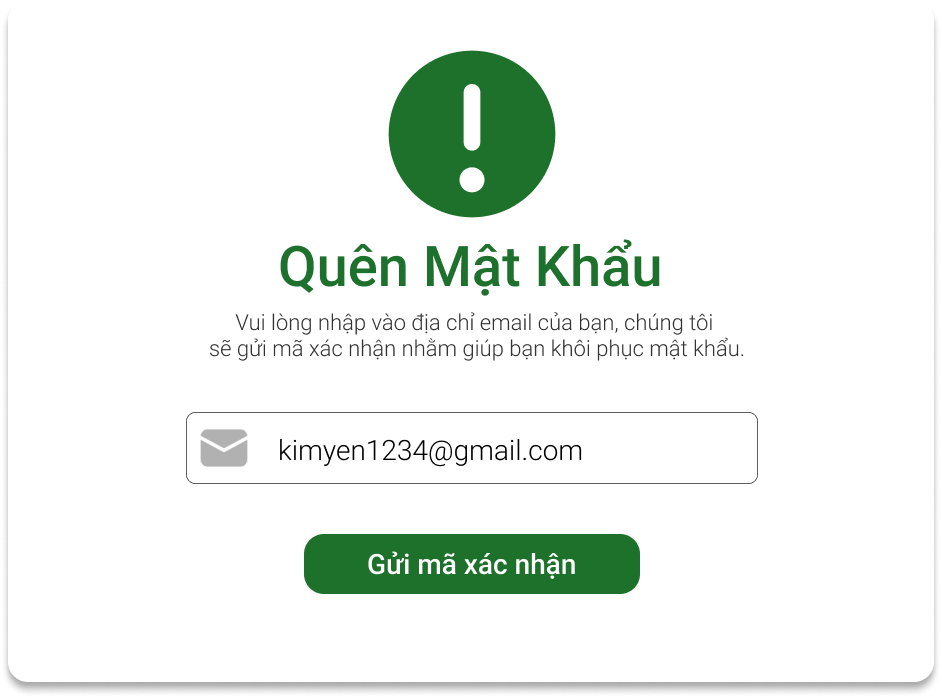 Quên Mật Khẩu
Vui lòng nhập vào địa chỉ email của bạn, chúng tôi
sẽ gửi mã xác nhận nhằm giúp bạn khôi phục mật khẩu.
kimyen1234@gmail.com
Gửi mã xác nhận